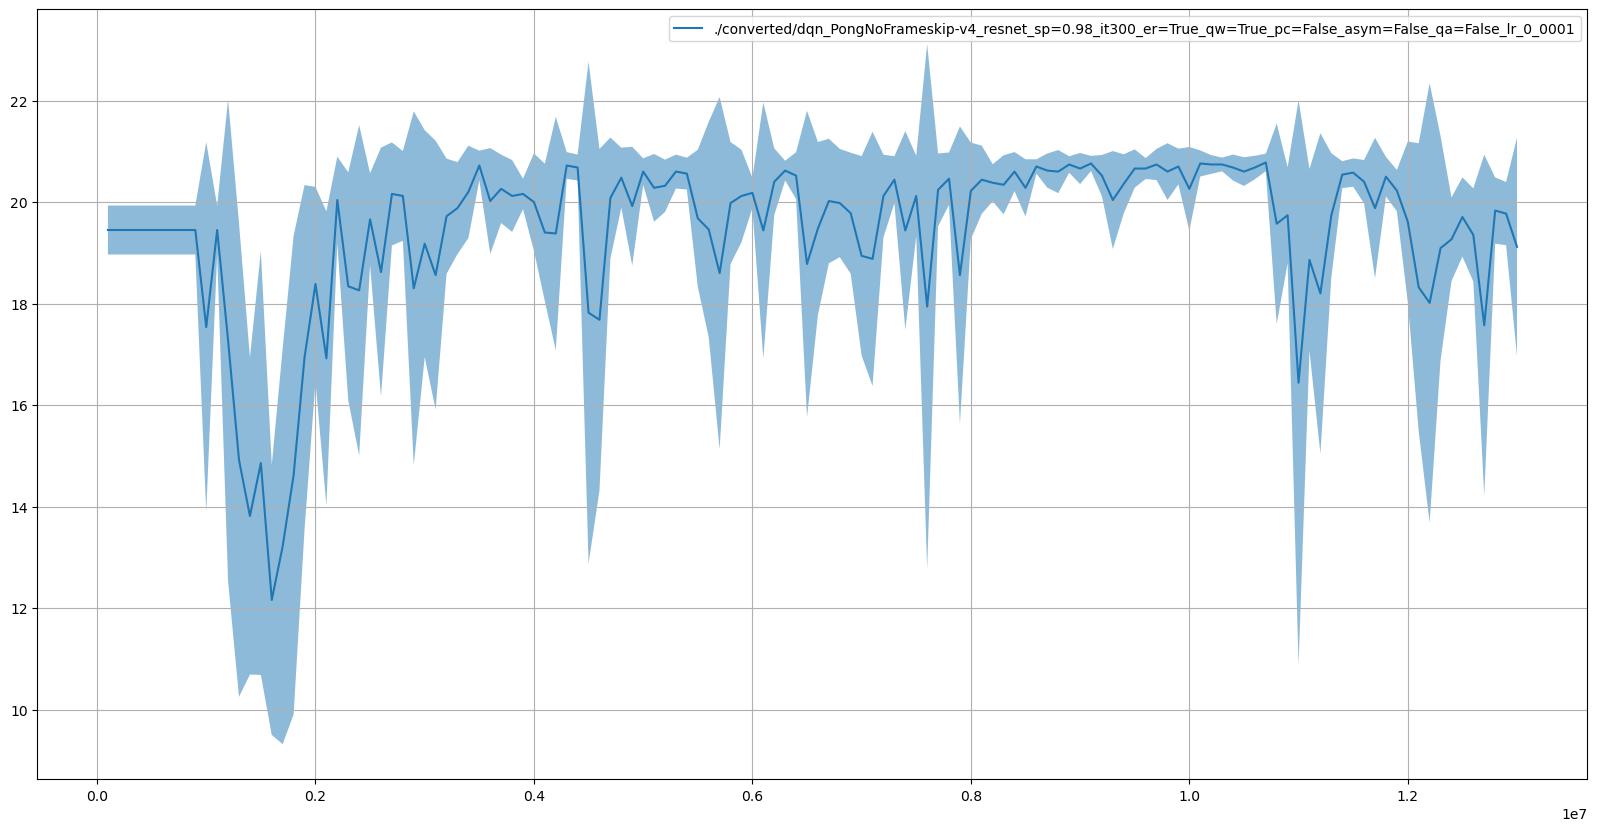 ./converted/dqn_PongNoFrameskip-v4_resnet_sp=0.98_it300_er=True_qw=True_pc=False_asym=False_qa=False_lr_0_0001
22
20
18
16
14
12
10
0.0 0.2 0.4 0.6 0.8 1.0 1.2
1e7